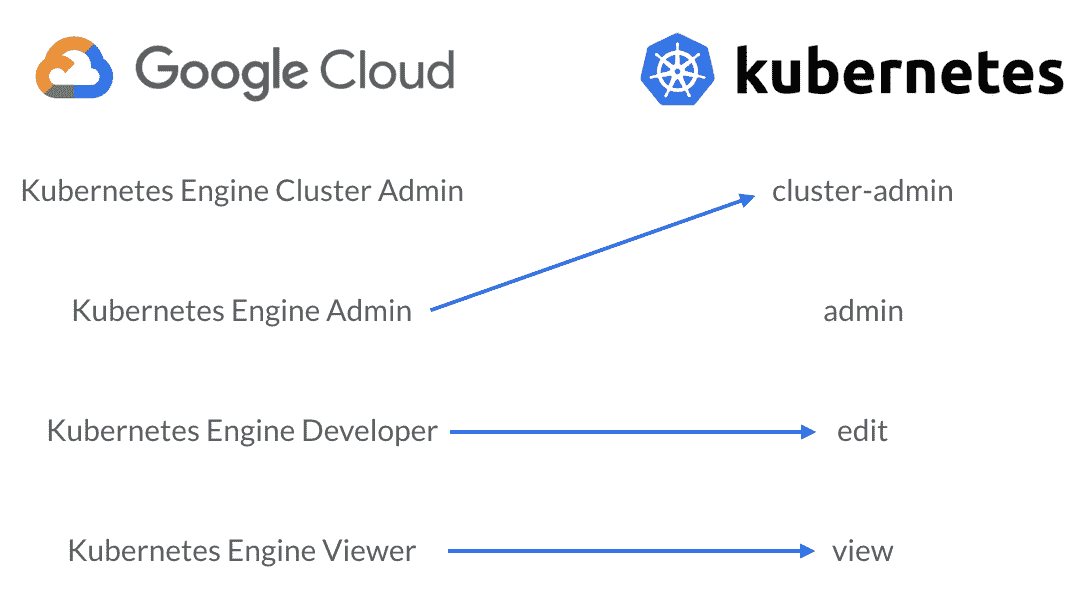 Google Cloud
kubernetes
Kubernetes Engine Cluster Admin
cluster-admin
Kubernetes Engine Admin
admin
Kubernetes Engine Developer
edit
Kubernetes Engine Viewer
view